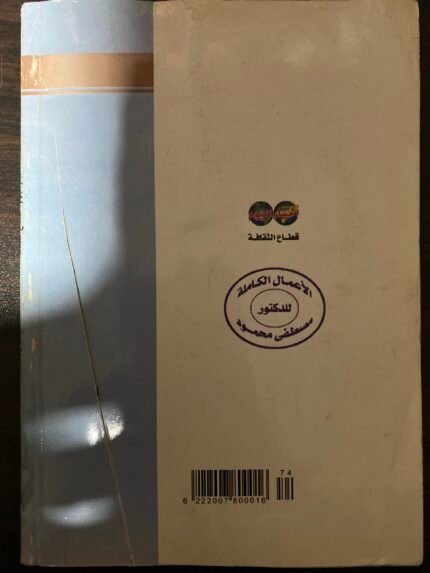 قطاع الثقافة
الأعمال الكاملة
للدكتور
مصطفى محمود
74
6 222007 800016